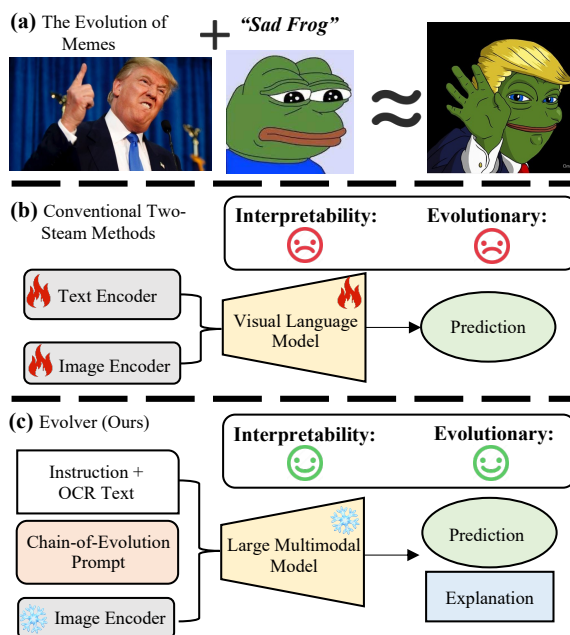 (a) The Evolution of
Memes
+
“Sad Frog”
≈
(b) Conventional Two-
Steam Methods
Interpretability:
Evolutionary:
Text Encoder
Image Encoder
Visual Language
Model
Prediction
(c) Evolver (Ours)
Interpretability:
Evolutionary:
Instruction +
OCR Text
Chain-of-Evolution
Prompt
Image Encoder
Large Multimodal
Model
Prediction
Explanation